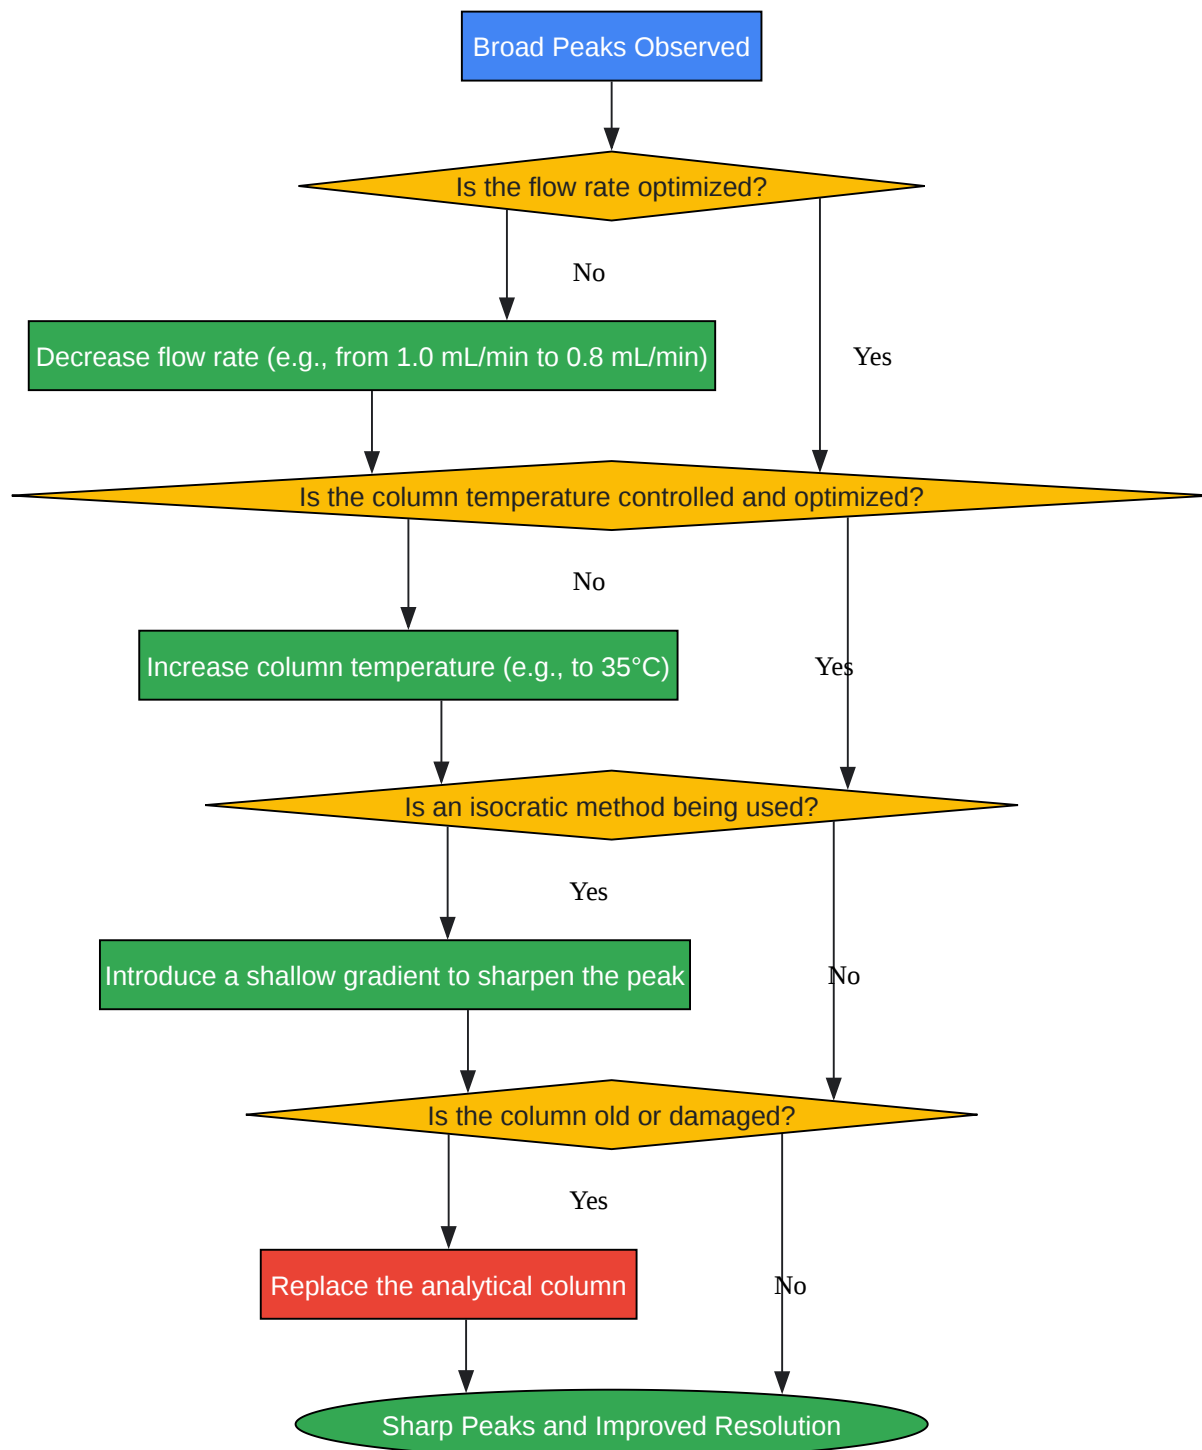 Broad Peaks Observed
Is the flow rate optimized?
No
Decrease flow rate (e.g., from 1.0 mL/min to 0.8 mL/min)
Yes
Is the column temperature controlled and optimized?
No
Increase column temperature (e.g., to 35°C)
Yes
Is an isocratic method being used?
Yes
Introduce a shallow gradient to sharpen the peak
No
Is the column old or damaged?
Yes
Replace the analytical column
No
Sharp Peaks and Improved Resolution